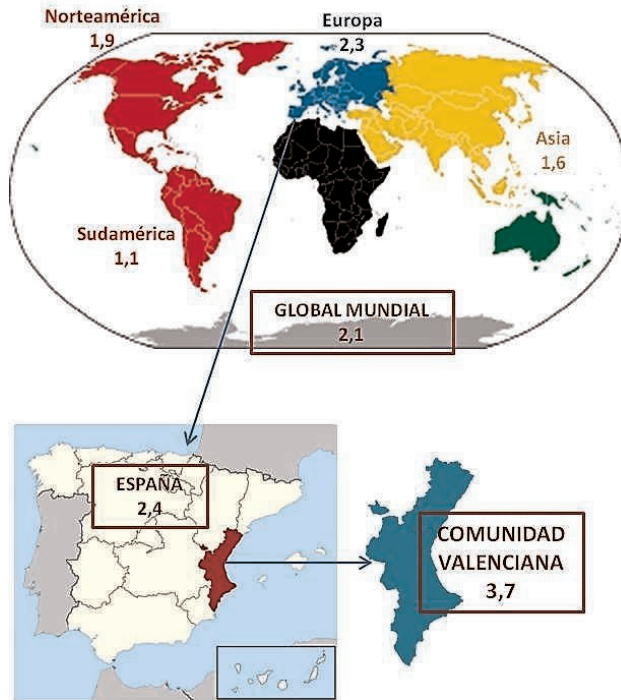 Norteamérica
1,9
Europa
2,3
Asia
1,6
Sudamérica
1,1
GLOBAL MUNDIAL
2,1
ESPAÑA
2,4
COMUNIDAD
VALENCIANA
3,7